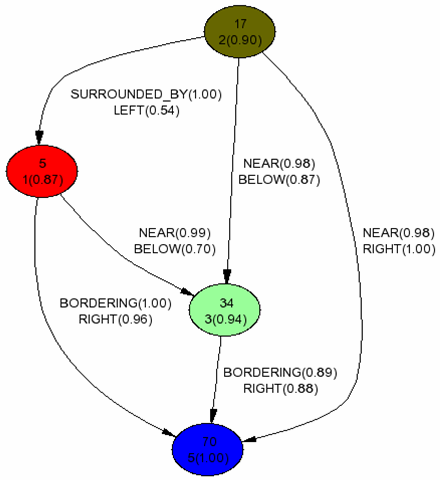 17
2(0.90)
SURROUNDED_BY(1.00)
LEFT(0.54)
NEAR(0.98)
BELOW(0.87)
5
1(0.87)
NEAR(0.99)
BELOW(0.70)
NEAR(0.98)
RIGHT(1.00)
BORDERING(1.00)
RIGHT(0.96)
34
3(0.94)
BORDERING(0.89)
RIGHT(0.88)
70
5(1.00)